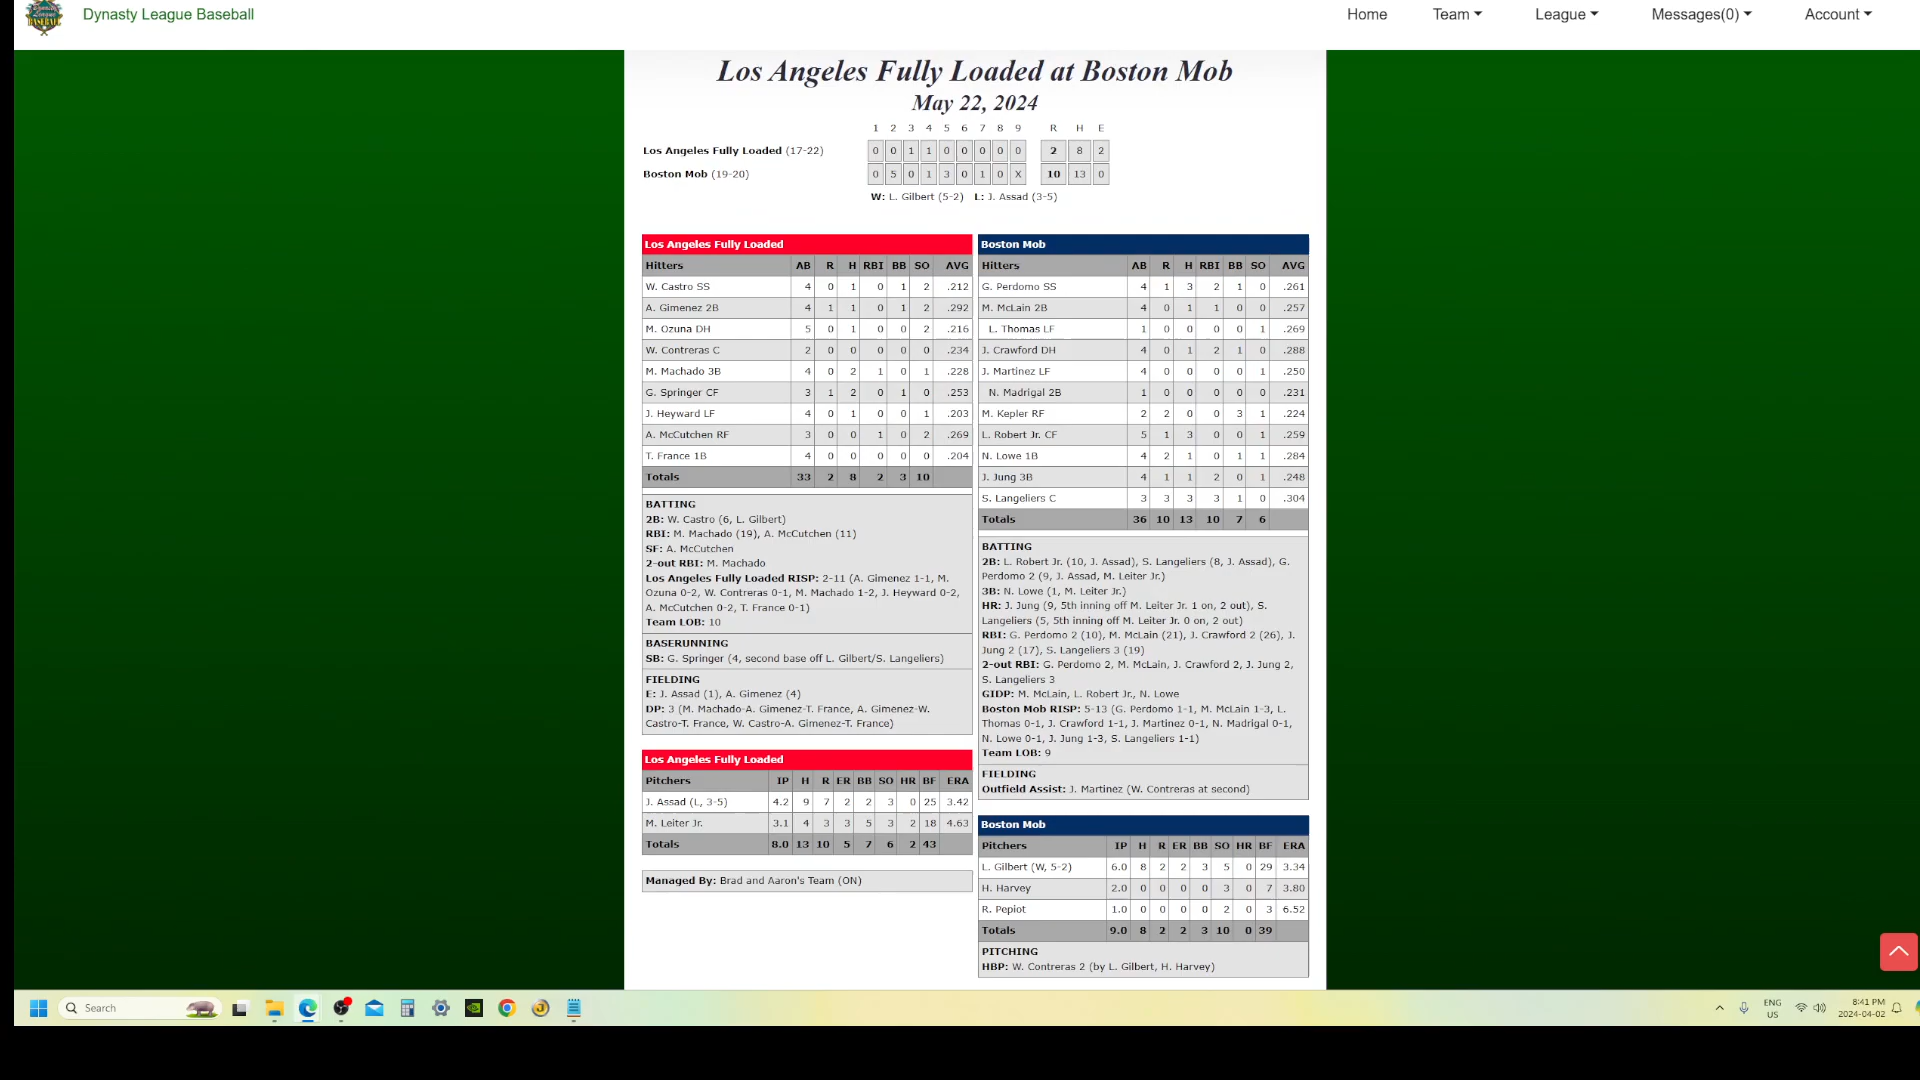 Dynasty League Baseball
Home Team League Messages(0) Account
Los Angeles Fully Loaded at Boston Mob
May 22, 2024
1 2 3 4 5 6 7 8 9 R H E
Los Angeles Fully Loaded (17-22) 0 0 1 1 0 0 0 0 0 2 8 2
Boston Mob (19-20) 0 5 0 1 3 0 1 0 X 10 13 0
W: L. Gilbert (5-2) L: J. Assad (3-5)
Los Angeles Fully Loaded
Hitters AB R H RBI BB SO AVG
W. Castro SS 4 0 1 0 1 2 .212
A. Gimenez 2B 4 1 1 0 1 2 .292
M. Ozuna DH 5 0 1 0 0 2 .216
W. Contreras C 2 0 0 0 0 0 .234
M. Machado 3B 4 0 2 1 0 1 .228
G. Springer CF 3 1 2 0 1 0 .253
J. Heyward LF 4 0 1 0 0 1 .203
A. McCutchen RF 3 0 0 1 0 2 .269
T. France 1B 4 0 0 0 0 0 .204
Totals 33 2 8 2 3 10
BATTING
2B: W. Castro (6, L. Gilbert)
RBI: M. Machado (19), A. McCutchen (11)
SF: A. McCutchen
2-out RBI: M. Machado
Los Angeles Fully Loaded RISP: 2-11 (A. Gimenez 1-1, M.
Ozuna 0-2, W. Contreras 0-1, M. Machado 1-2, J. Heyward 0-2,
A. McCutchen 0-2, T. France 0-1)
Team LOB: 10
BASERUNNING
SB: G. Springer (4, second base off L. Gilbert/S. Langeliers)
FIELDING
E: J. Assad (1), A. Gimenez (4)
DP: 3 (M. Machado-A. Gimenez-T. France, A. Gimenez-W.
Castro-T. France, W. Castro-A. Gimenez-T. France)
Los Angeles Fully Loaded
Pitchers IP H R ER BB SO HR BF ERA
J. Assad (L, 3-5) 4.2 9 7 2 2 3 0 25 3.42
M. Leiter Jr. 3.1 4 3 3 5 3 2 18 4.63
Totals 8.0 13 10 5 7 6 2 43
Managed By: Brad and Aaron's Team (ON)
Boston Mob
Hitters AB R H RBI BB SO AVG
G. Perdomo SS 4 1 3 2 1 0 .261
M. McLain 2B 4 0 1 1 0 0 .257
L. Thomas LF 1 0 0 0 0 1 .269
J. Crawford DH 4 0 1 2 1 0 .288
J. Martinez LF 4 0 0 0 0 1 .250
N. Madrigal 2B 1 0 0 0 0 0 .231
M. Kepler RF 2 2 0 0 3 1 .224
L. Robert Jr. CF 5 1 3 0 0 1 .259
N. Lowe 1B 4 2 1 0 1 1 .284
J. Jung 3B 4 1 1 2 0 1 .248
S. Langeliers C 3 3 3 3 1 0 .304
Totals 36 10 13 10 7 6
BATTING
2B: L. Robert Jr. (10, J. Assad), S. Langeliers (8, J. Assad), G.
Perdomo 2 (9, J. Assad, M. Leiter Jr.)
3B: N. Lowe (1, M. Leiter Jr.)
HR: J. Jung (9, 5th inning off M. Leiter Jr. 1 on, 2 out), S.
Langeliers (5, 5th inning off M. Leiter Jr. 0 on, 2 out)
RBI: G. Perdomo 2 (10), M. McLain (21), J. Crawford 2 (26), J.
Jung 2 (17), S. Langeliers 3 (19)
2-out RBI: G. Perdomo 2, M. McLain, J. Crawford 2, J. Jung 2,
S. Langeliers 3
GIDP: M. McLain, L. Robert Jr., N. Lowe
Boston Mob RISP: 5-13 (G. Perdomo 1-1, M. McLain 1-3, L.
Thomas 0-1, J. Crawford 1-1, J. Martinez 0-1, N. Madrigal 0-1,
N. Lowe 0-1, J. Jung 1-3, S. Langeliers 1-1)
Team LOB: 9
FIELDING
Outfield Assist: J. Martinez (W. Contreras at second)
Boston Mob
Pitchers IP H R ER BB SO HR BF ERA
L. Gilbert (W, 5-2) 6.0 8 2 2 3 5 0 29 3.34
H. Harvey 2.0 0 0 0 0 3 0 7 3.80
R. Pepiot 1.0 0 0 0 0 2 0 3 6.52
Totals 9.0 8 2 2 3 10 0 39
PITCHING
HBP: W. Contreras 2 (by L. Gilbert, H. Harvey)
Search
ENG
US
8:41 PM
2024-04-02